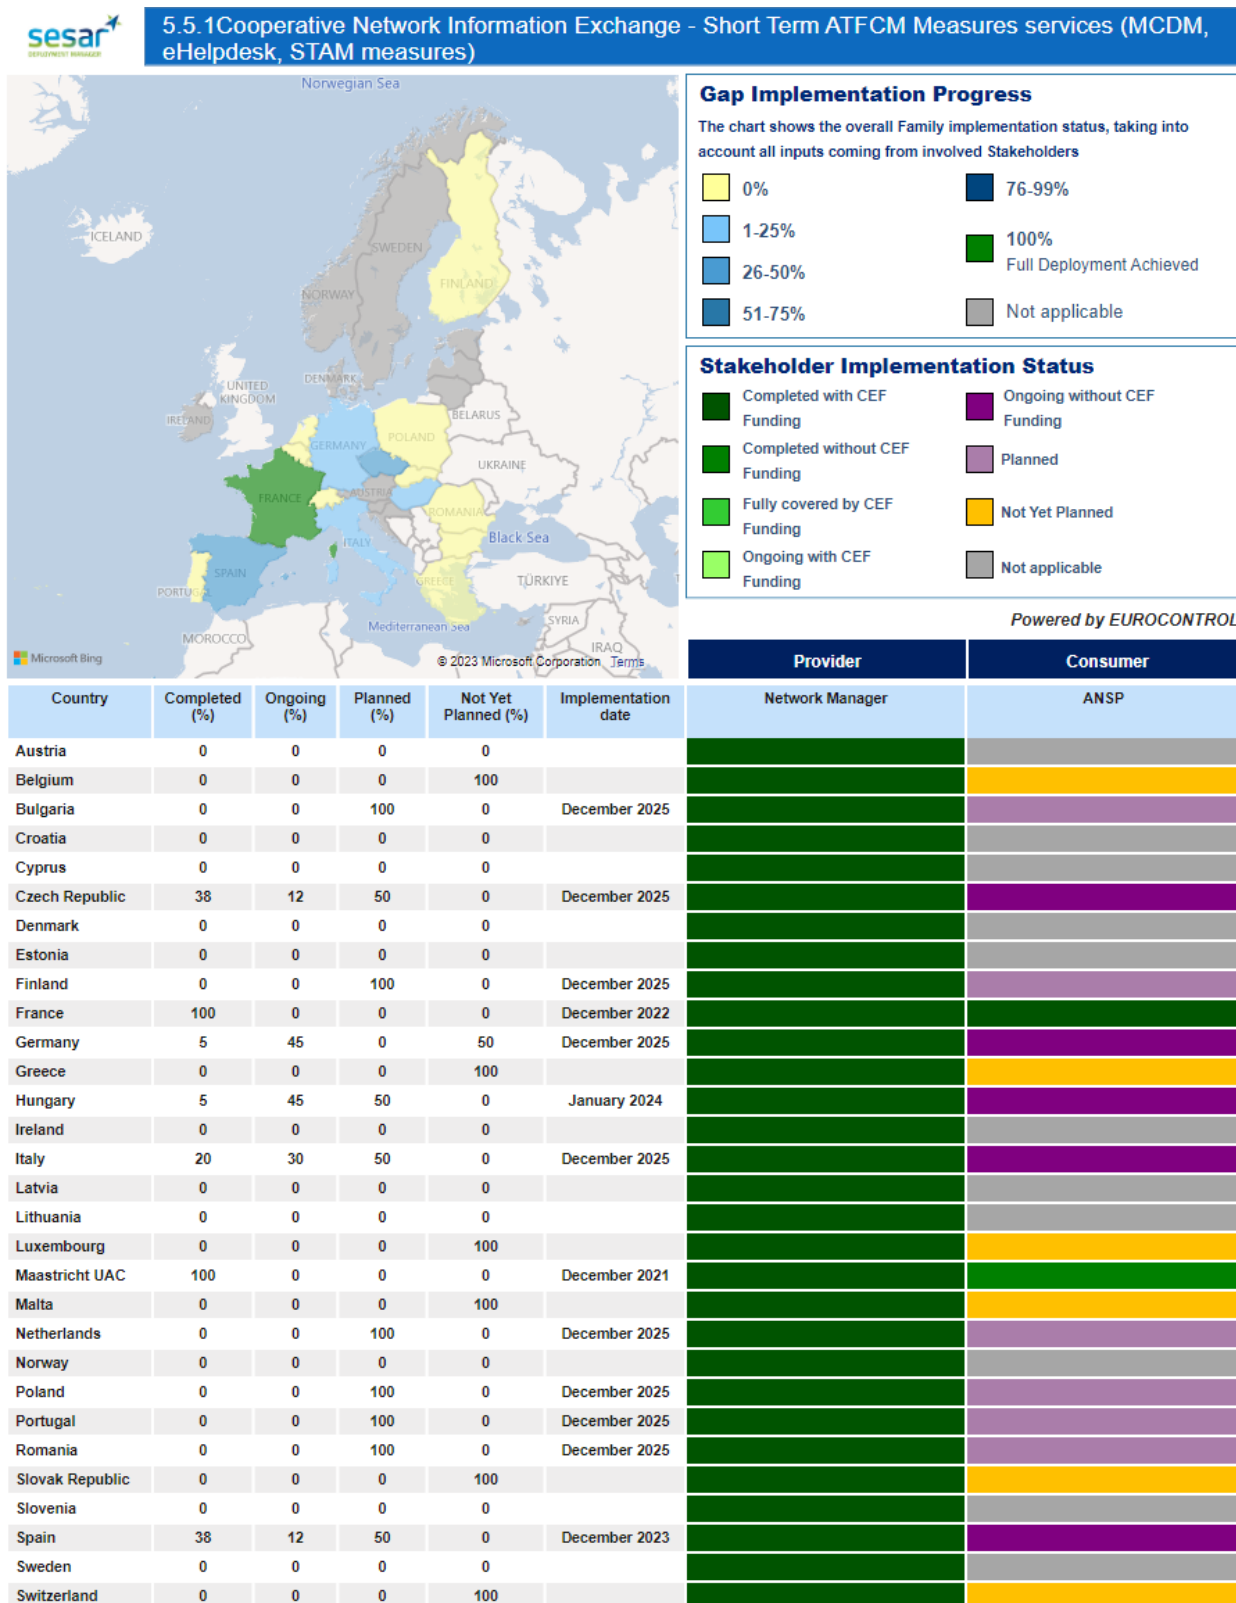 sesar
DEPLOYMENT MANAGER
5.5.1Cooperative Network Information Exchange - Short Term ATFCM Measures services (MCDM,
eHelpdesk, STAM measures)
Norwegian Sea
ICELAND
SWEDEN
FINLAND
NORWAY
DENMARK
UNITED
KINGDOM
IRELAND
BELARUS
GERMANY
POLAND
UKRAINE
FRANCE
AUSTRIA
ROMANIA
ITALY
Black Sea
SPAIN
PORTUGAL
GREECE
TÜRKIYE
Mediterranean Sea
SYRIA
MOROCCO
IRAQ
Microsoft Bing
© 2023 Microsoft Corporation Terms
Gap Implementation Progress
The chart shows the overall Family implementation status, taking into
account all inputs coming from involved Stakeholders
0%
76-99%
1-25%
100%
Full Deployment Achieved
26-50%
51-75%
Not applicable
Stakeholder Implementation Status
Completed with CEF
Funding
Ongoing without CEF
Funding
Completed without CEF
Funding
Planned
Fully covered by CEF
Funding
Not Yet Planned
Ongoing with CEF
Funding
Not applicable
Powered by EUROCONTROL
Provider Consumer
Country Completed (%) Ongoing (%) Planned (%) Not Yet Planned (%) Implementation date Network Manager ANSP
Austria 0 0 0 0
Belgium 0 0 0 100
Bulgaria 0 0 100 0 December 2025
Croatia 0 0 0 0
Cyprus 0 0 0 0
Czech Republic 38 12 50 0 December 2025
Denmark 0 0 0 0
Estonia 0 0 0 0
Finland 0 0 100 0 December 2025
France 100 0 0 0 December 2022
Germany 5 45 0 50 December 2025
Greece 0 0 0 100
Hungary 5 45 50 0 January 2024
Ireland 0 0 0 0
Italy 20 30 50 0 December 2025
Latvia 0 0 0 0
Lithuania 0 0 0 0
Luxembourg 0 0 0 100
Maastricht UAC 100 0 0 0 December 2021
Malta 0 0 0 100
Netherlands 0 0 100 0 December 2025
Norway 0 0 0 0
Poland 0 0 100 0 December 2025
Portugal 0 0 100 0 December 2025
Romania 0 0 100 0 December 2025
Slovak Republic 0 0 0 100
Slovenia 0 0 0 0
Spain 38 12 50 0 December 2023
Sweden 0 0 0 0
Switzerland 0 0 0 100